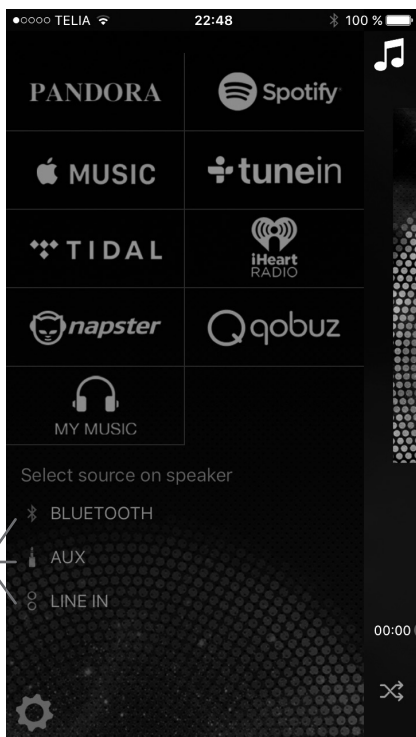 TELIA 22:48 100 %
PANDORA
Spotify
MUSIC
tunein
TIDAL
iHeart
RADIO
napster
qobuz
MY MUSIC
Select source on speaker
BLUETOOTH
AUX
LINE IN
00:00